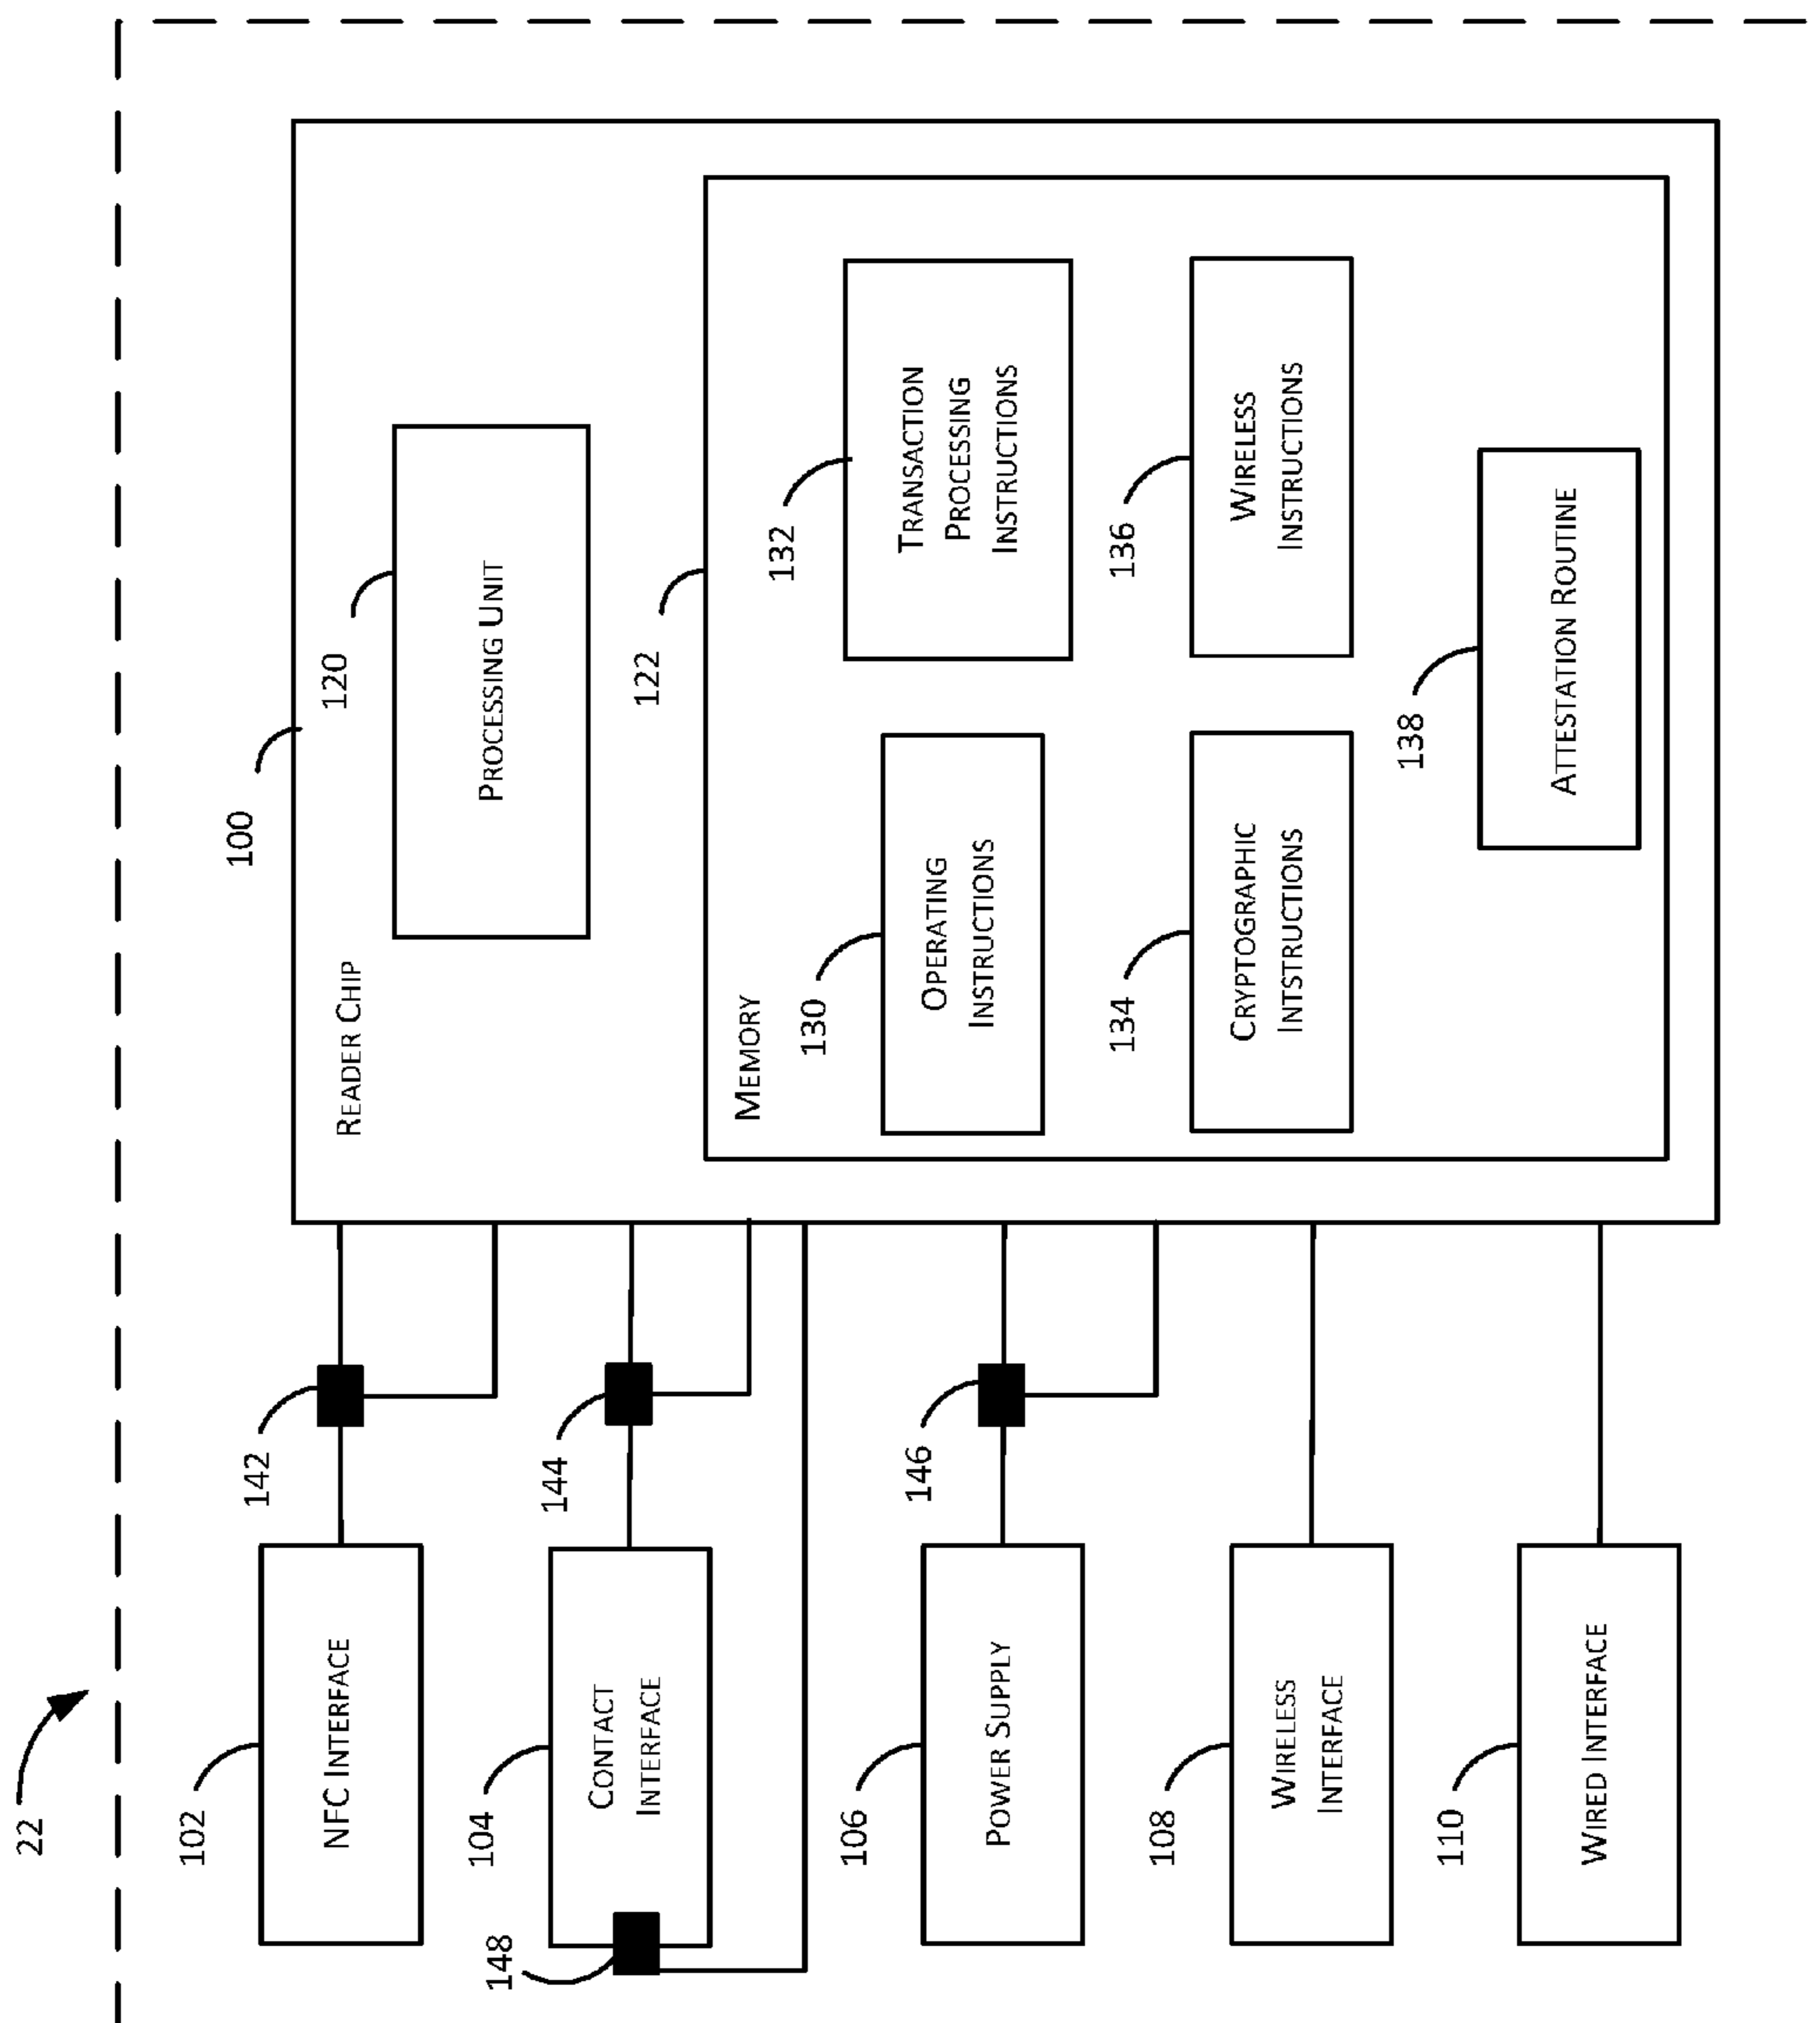 22
100
READER CHIP
120
PROCESSING UNIT
122
MEMORY
130
OPERATING
INSTRUCTIONS
132
TRANSACTION
PROCESSING
INSTRUCTIONS
134
CRYPTOGRAPHIC
INTSTRUCTIONS
136
WIRELESS
INSTRUCTIONS
138
ATTESTATION ROUTINE
142
144
146
102
NFC INTERFACE
104
CONTACT
INTERFACE
148
106
POWER SUPPLY
108
WIRELESS
INTERFACE
110
WIRED INTERFACE